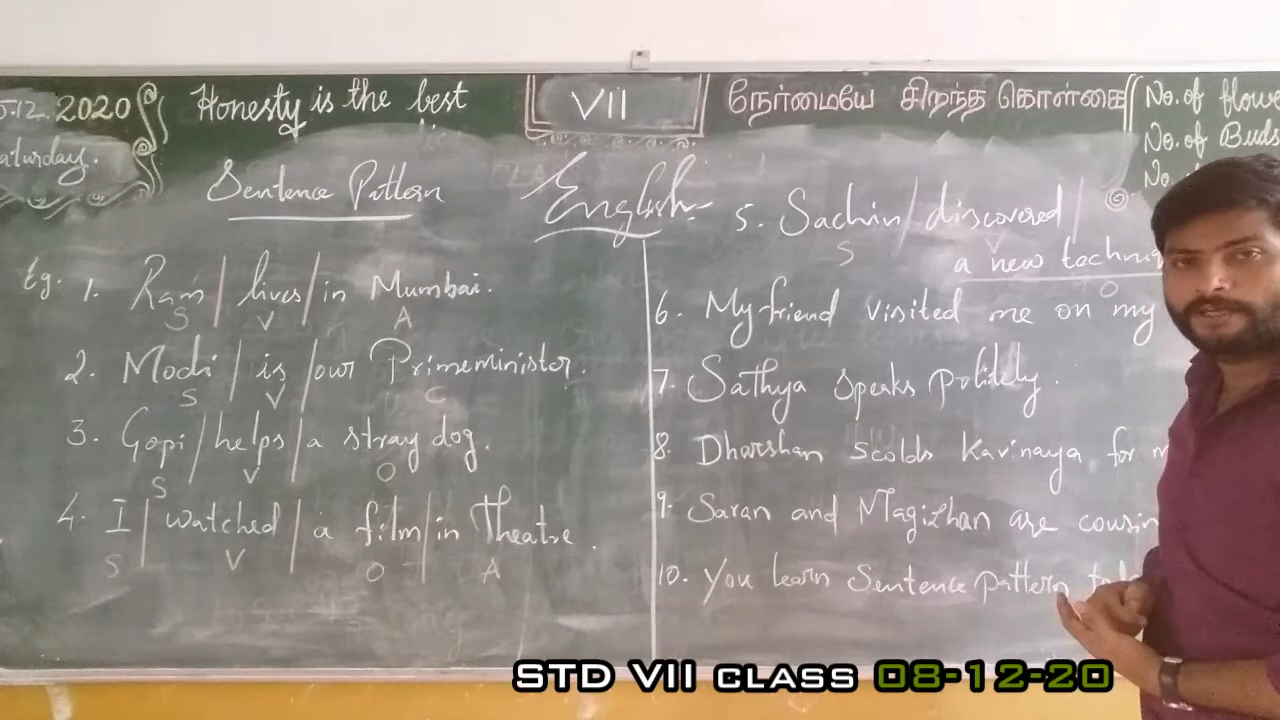 .12.2020
aturday.
Honesty is the best
VII
நேர்மையே சிறந்த கொள்கை
No. of flowe
No. of Buds
No.
Sentence Pattern
English
Eg. 1. Ram / lives / in Mumbai.
S V A
2. Modi / is / our Primeminister.
S V C
3. Gopi / helps / a stray dog.
S V O
4. I / watched / a film / in Theatre.
S V O A
5. Sachin / discovered /
S V
a new techniq
O
6. My friend visited me on my
7. Sathya speaks politely.
8. Dharshan scolds Kavinaya for
9. Saran and Magizhan are cousin
10. You learn Sentence pattern
STD VII CLASS 08-12-20